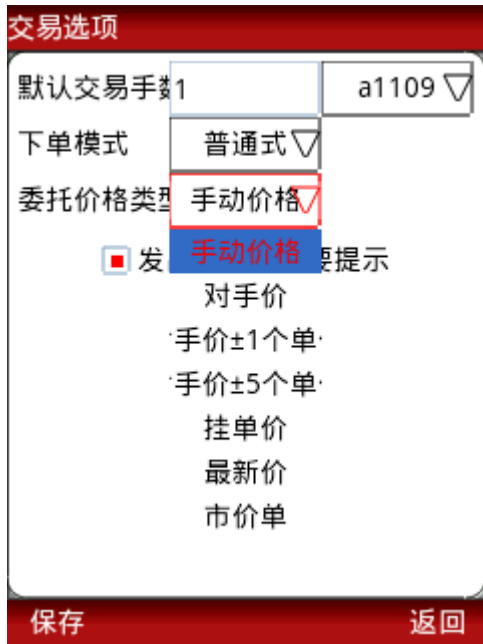 交易选项
默认交易手数 1 a1109
下单模式 普通式
委托价格类型 手动价格
手动价格
发 要提示
对手价
手价±1个单
手价±5个单
挂单价
最新价
市价单
保存 返回